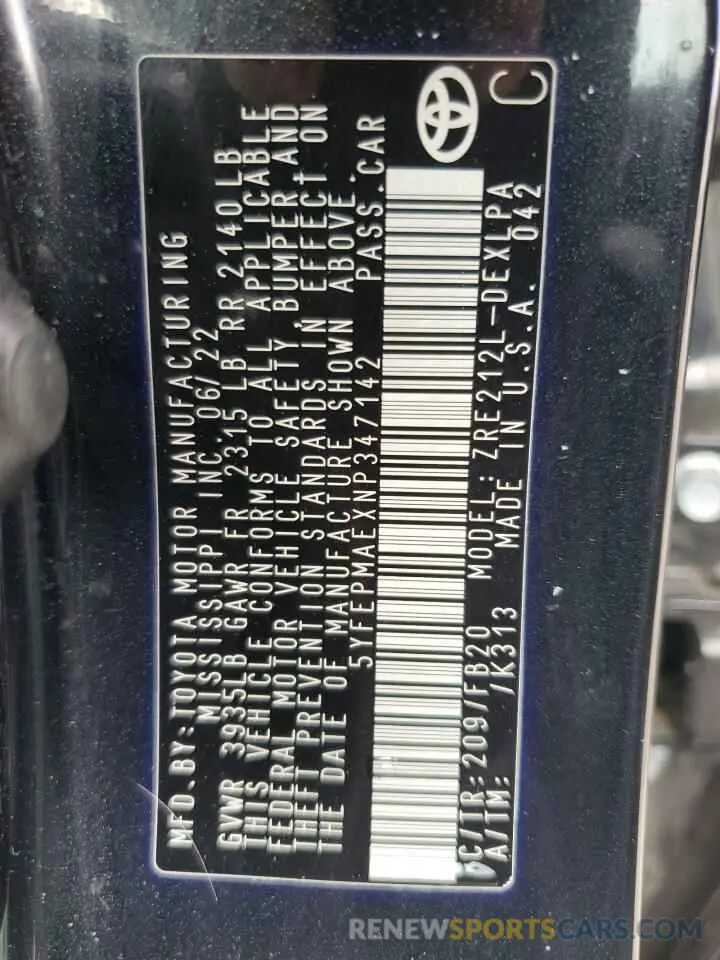 MFD. BY: TOYOTA MOTOR MANUFACTURING
MISSISSIPPI INC. 06/22
GVWR 3935LB GAWR FR 2315 LB RR 2140LB
THIS VEHICLE CONFORMS TO ALL APPLICABLE
FEDERAL MOTOR VEHICLE SAFETY, BUMPER AND
THEFT PREVENTION STANDARDS IN EFFECT ON
THE DATE OF MANUFACTURE SHOWN ABOVE.
5YFEPMAEXNP347142 PASS. CAR
C/TR: 209/FB20 MODEL: ZRE212L-DEXLPA
A/TM: /K313 MADE IN U.S.A. 042
C
RENEWSPORTSCARS.COM